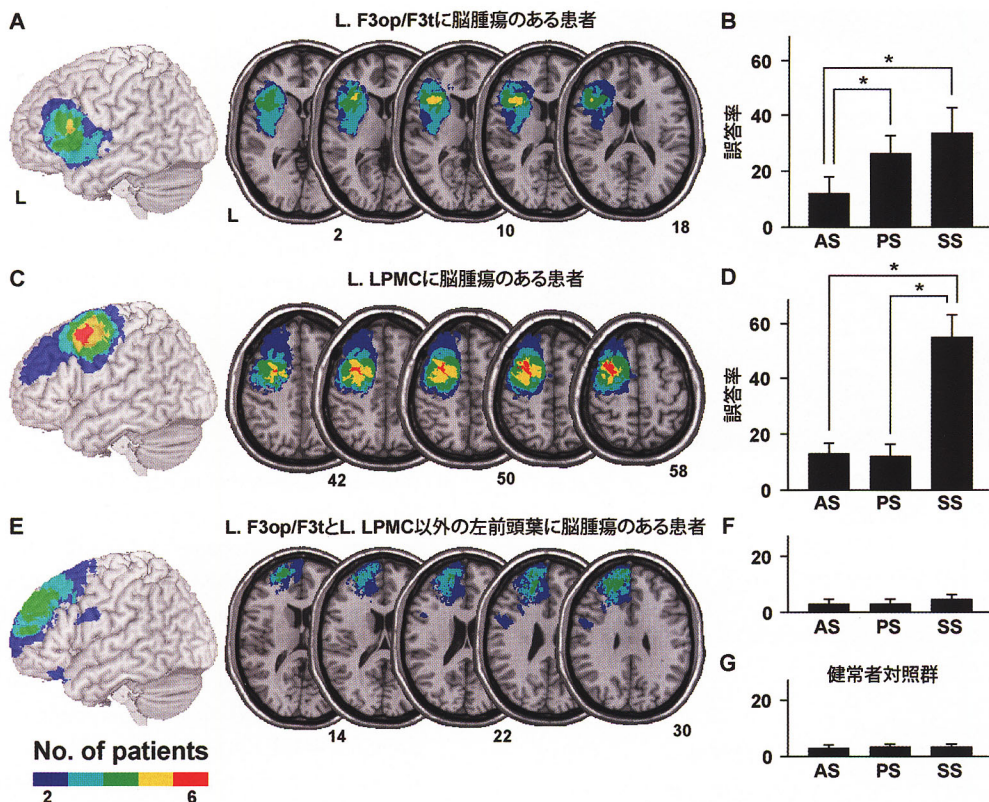 A
L. F3op/F3tに脳腫瘍のある患者
L
L
2
10
18
B
誤答率
60
40
20
0
*
*
AS PS SS
C
L. LPMCに脳腫瘍のある患者
42
50
58
D
誤答率
60
40
20
0
*
*
AS PS SS
E
L. F3op/F3tとL. LPMC以外の左前頭葉に脳腫瘍のある患者
14
22
30
No. of patients
2 6
F
20
0
AS PS SS
G
健常者対照群
20
0
AS PS SS